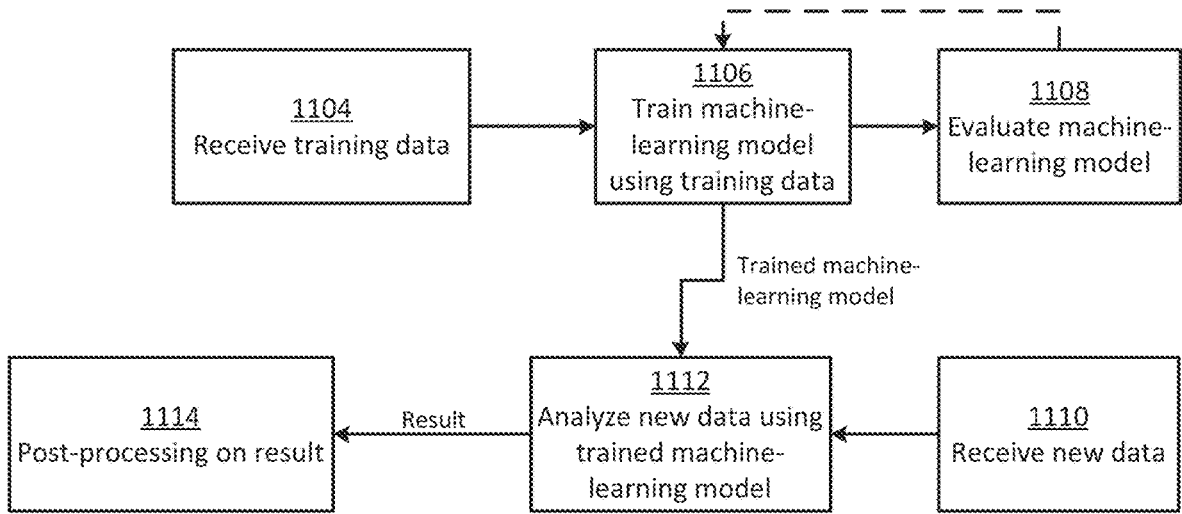 1104
Receive training data
1106
Train machine-
learning model
using training data
1108
Evaluate machine-
learning model
Trained machine-
learning model
1114
Post-processing on result
Result
1112
Analyze new data using
trained machine-
learning model
1110
Receive new data